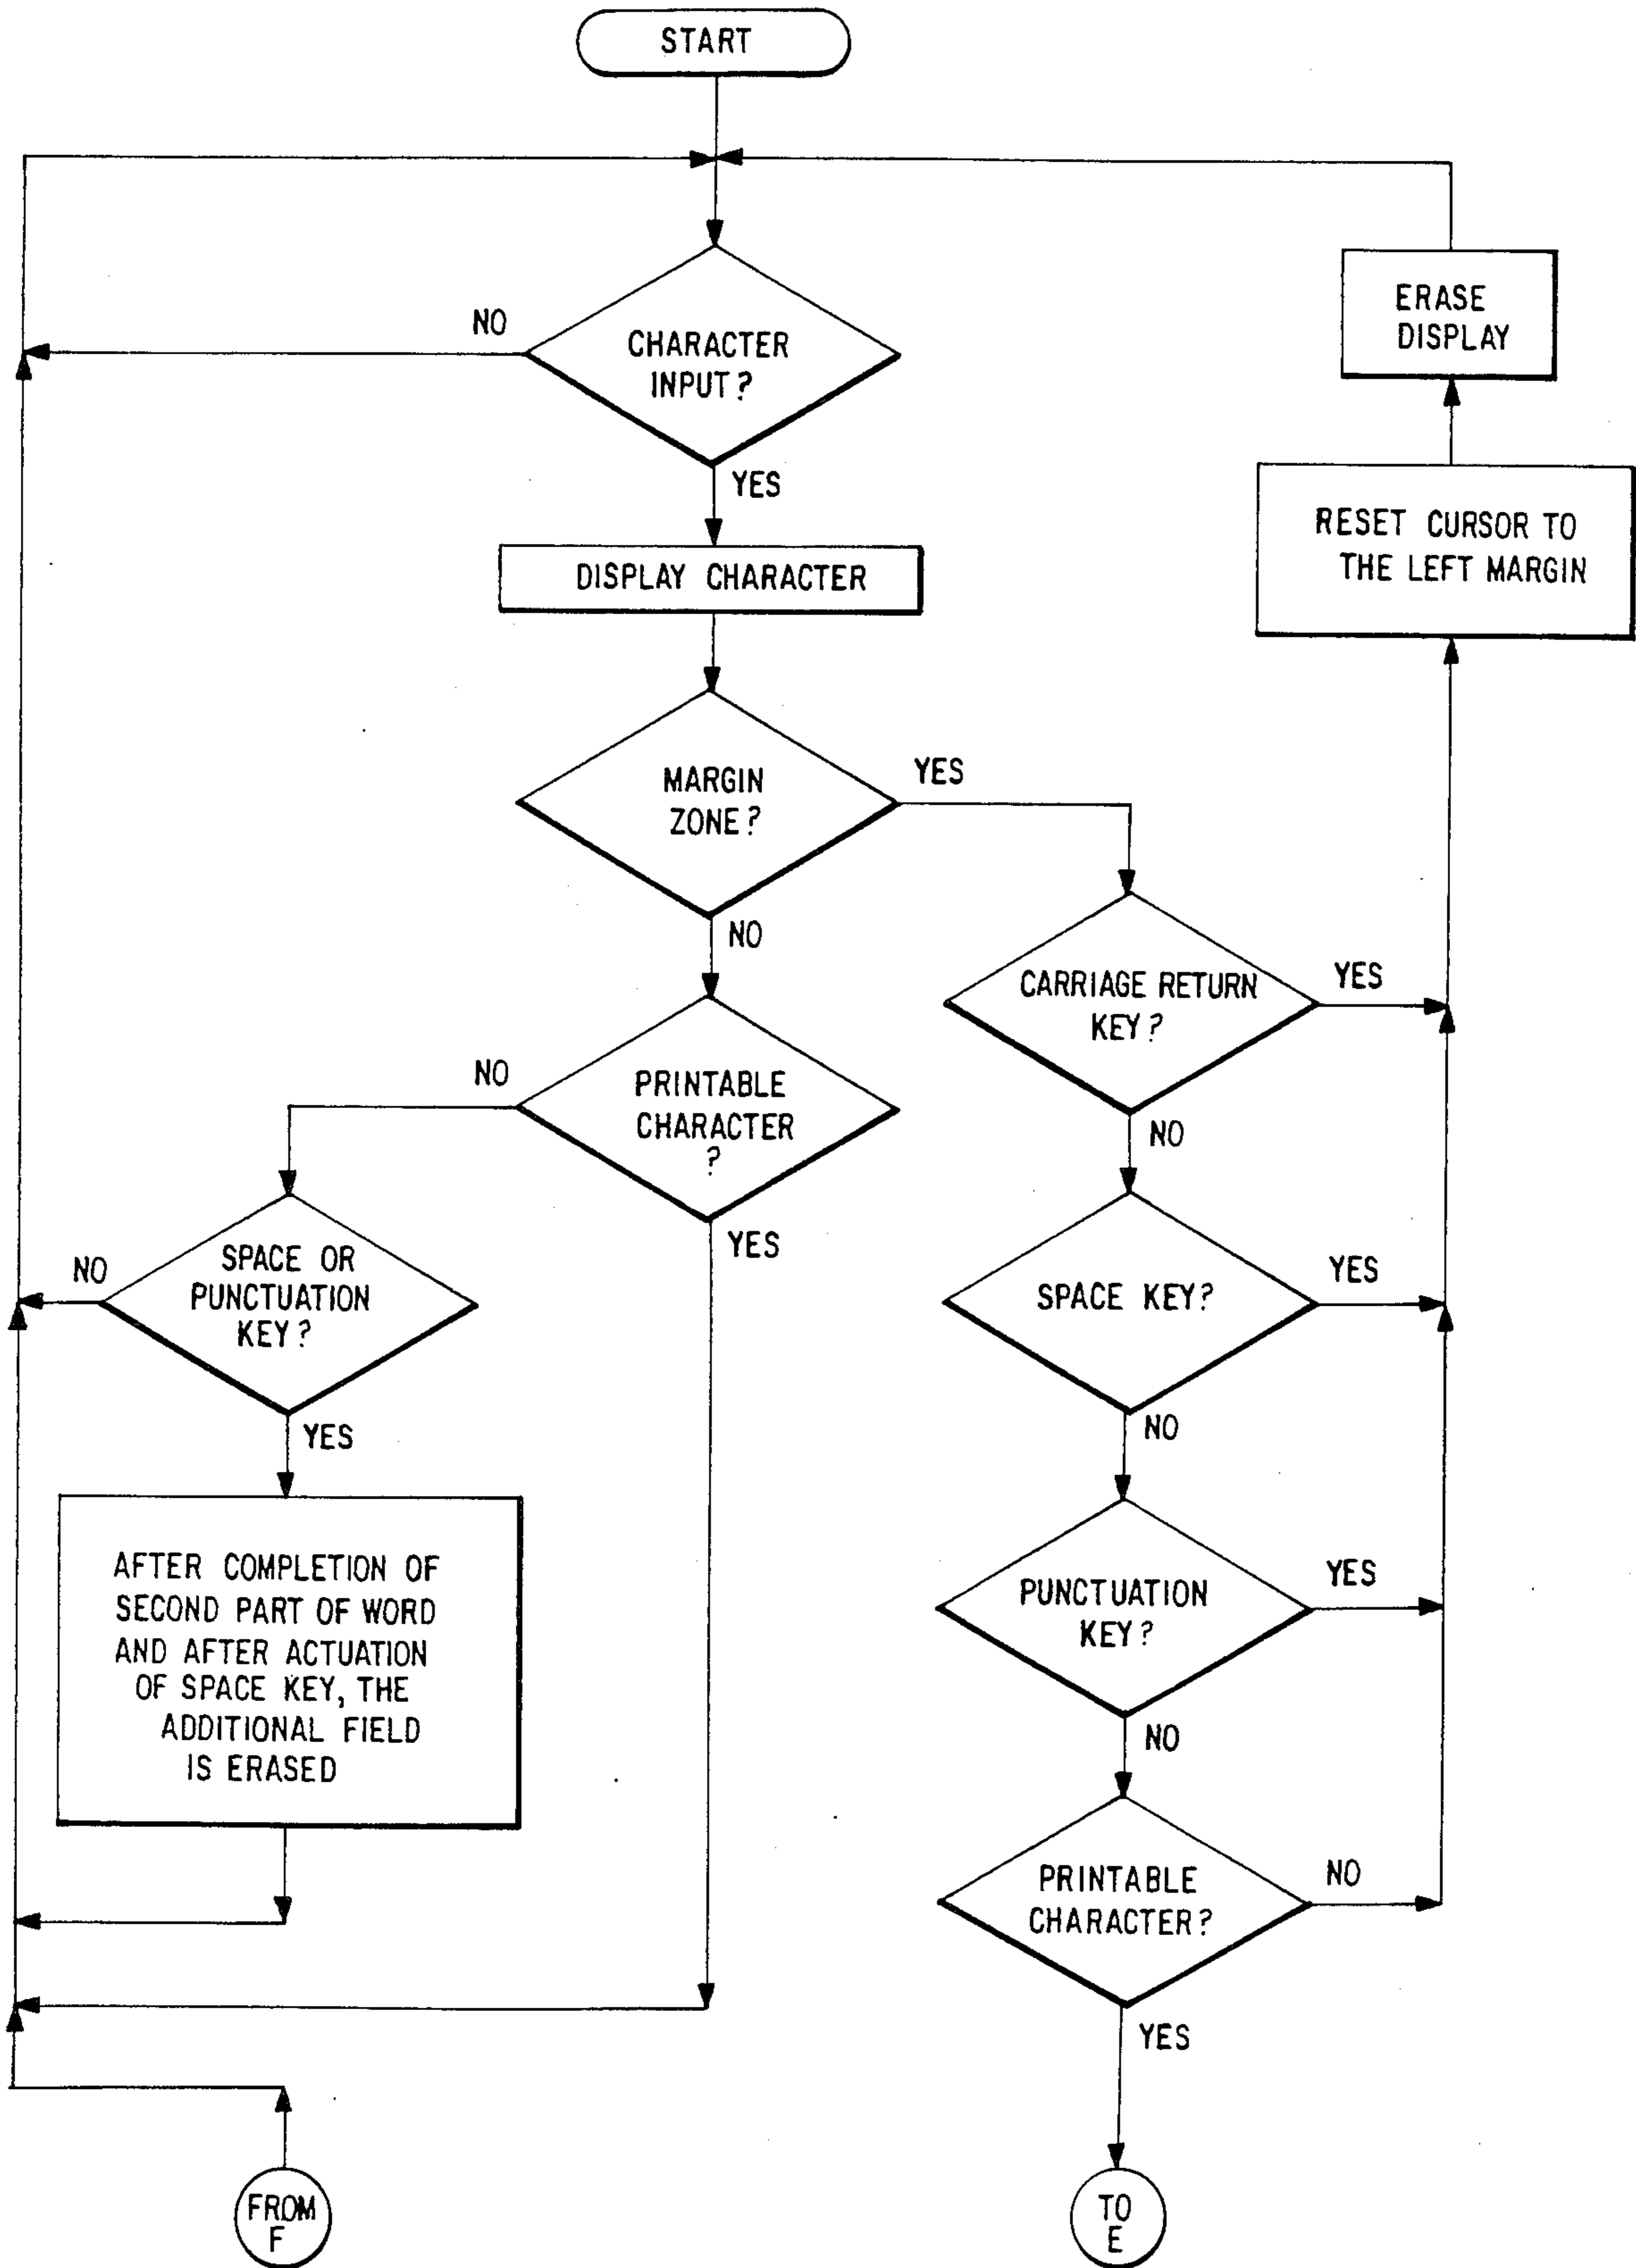 START
NO
CHARACTER
INPUT?
YES
ERASE
DISPLAY
RESET CURSOR TO
THE LEFT MARGIN
DISPLAY CHARACTER
MARGIN
ZONE?
YES
NO
CARRIAGE RETURN
KEY?
YES
NO
PRINTABLE
CHARACTER
?
NO
YES
SPACE OR
PUNCTUATION
KEY?
NO
YES
SPACE KEY?
YES
NO
AFTER COMPLETION OF
SECOND PART OF WORD
AND AFTER ACTUATION
OF SPACE KEY, THE
ADDITIONAL FIELD
IS ERASED
PUNCTUATION
KEY?
YES
NO
PRINTABLE
CHARACTER?
NO
YES
FROM
F
TO
E